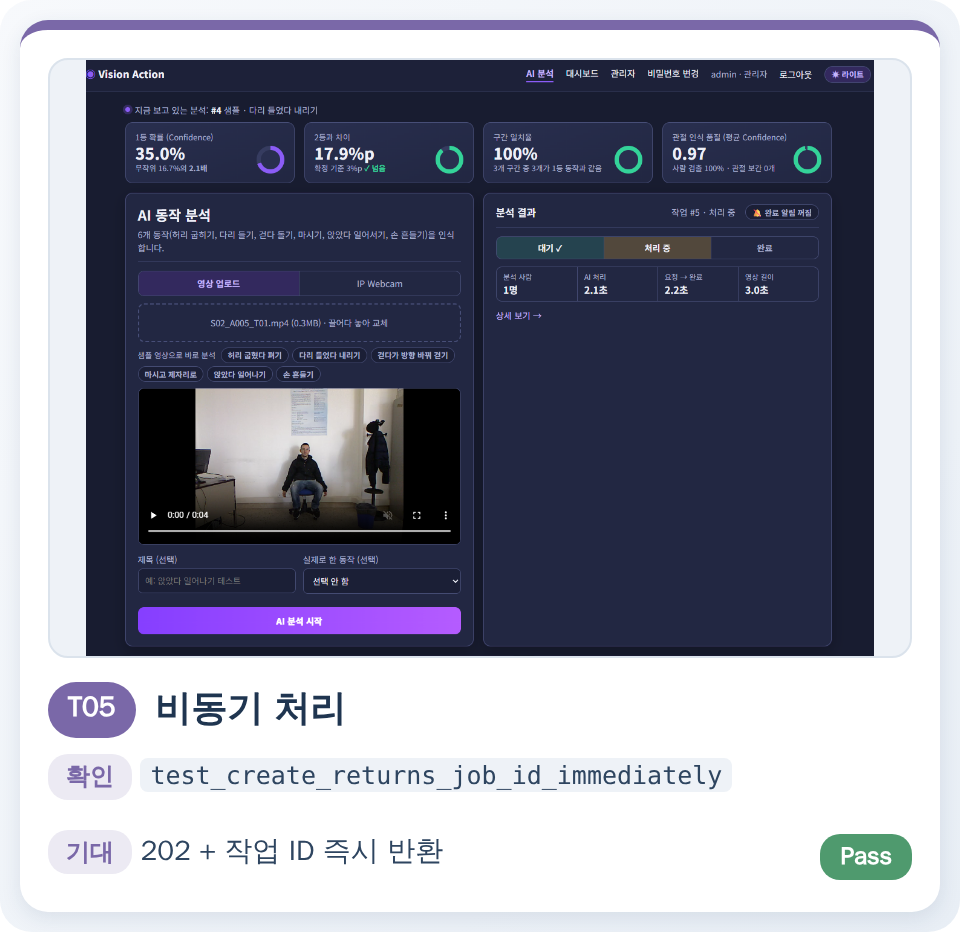 Vision Action
AI 분석 대시보드 관리자 비밀번호 변경 admin · 관리자 로그아웃 ☀ 라이트
지금 보고 있는 분석: #4 샘플 · 다리 들었다 내리기
1등 확률 (Confidence)
35.0%
무작위 16.7%의 2.1배
2등과 차이
17.9%p
확정 기준 3%p ✓ 넘음
구간 일치율
100%
3개 구간 중 3개가 1등 동작과 같음
관절 인식 품질 (평균 Confidence)
0.97
사람 검출 100% · 관절 보간 0개
AI 동작 분석
6개 동작(허리 굽히기, 다리 들기, 걷다 돌기, 마시기, 앉았다 일어서기, 손 흔들기)을 인식
합니다.
영상 업로드 IP Webcam
S02_A005_T01.mp4 (0.3MB) · 끌어다 놓아 교체
샘플 영상으로 바로 분석 허리 굽혔다 펴기 다리 들었다 내리기 걷다가 방향 바꿔 걷기
마시고 제자리로 앉았다 일어나기 손 흔들기
0:00 / 0:04
제목 (선택)
예: 앉았다 일어나기 테스트
실제로 한 동작 (선택)
선택 안 함
AI 분석 시작
분석 결과 작업 #5 · 처리 중 🔔 완료 알림 꺼짐
대기 ✓ 처리 중 완료
분석 사람
1명
AI 처리
2.1초
요청 → 완료
2.2초
영상 길이
3.0초
상세 보기 →
T05 비동기 처리
확인 test_create_returns_job_id_immediately
기대 202 + 작업 ID 즉시 반환
Pass